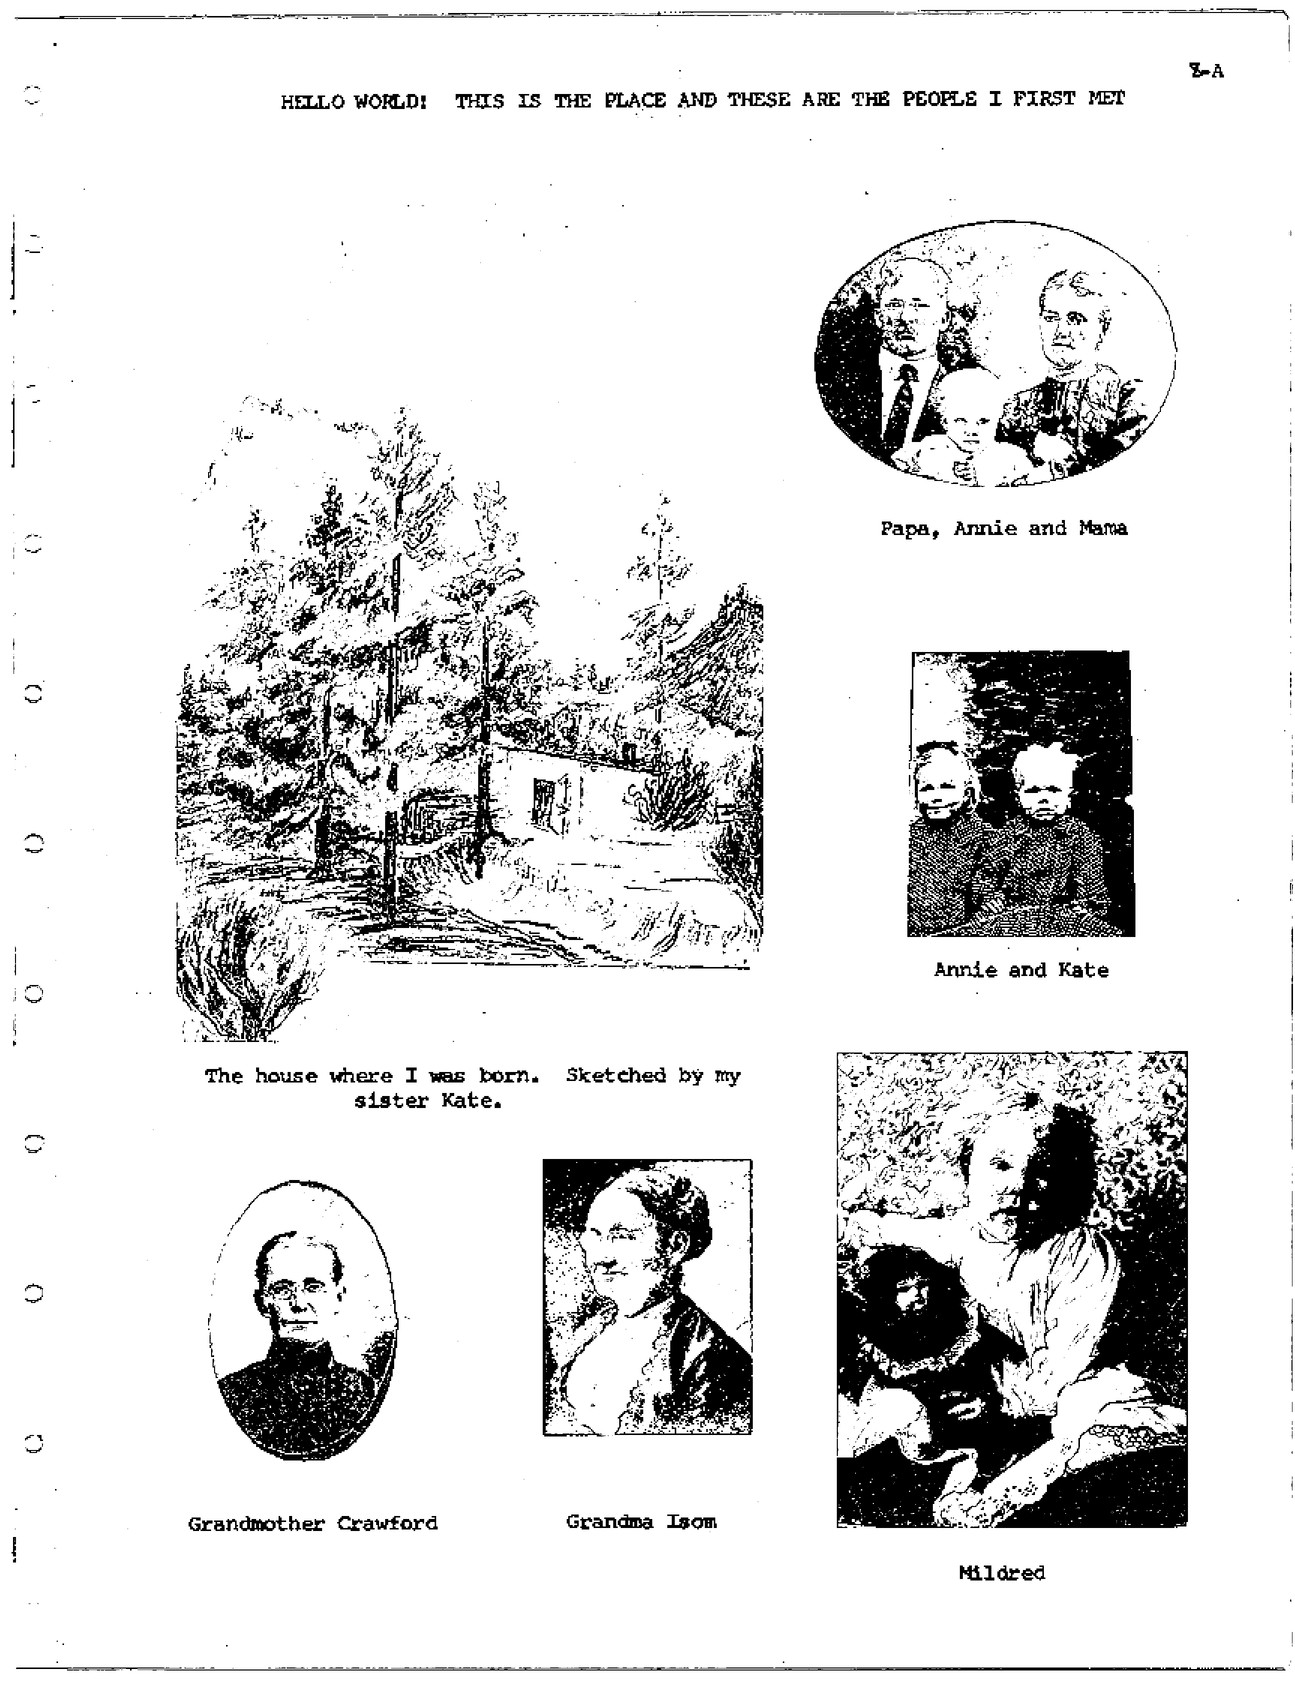 8-A
HELLO WORLD! THIS IS THE PLACE AND THESE ARE THE PEOPLE I FIRST MET
Papa, Annie and Mama
Annie and Kate
The house where I was born. Sketched by my
sister Kate.
Grandmother Crawford
Grandma Isom
Mildred